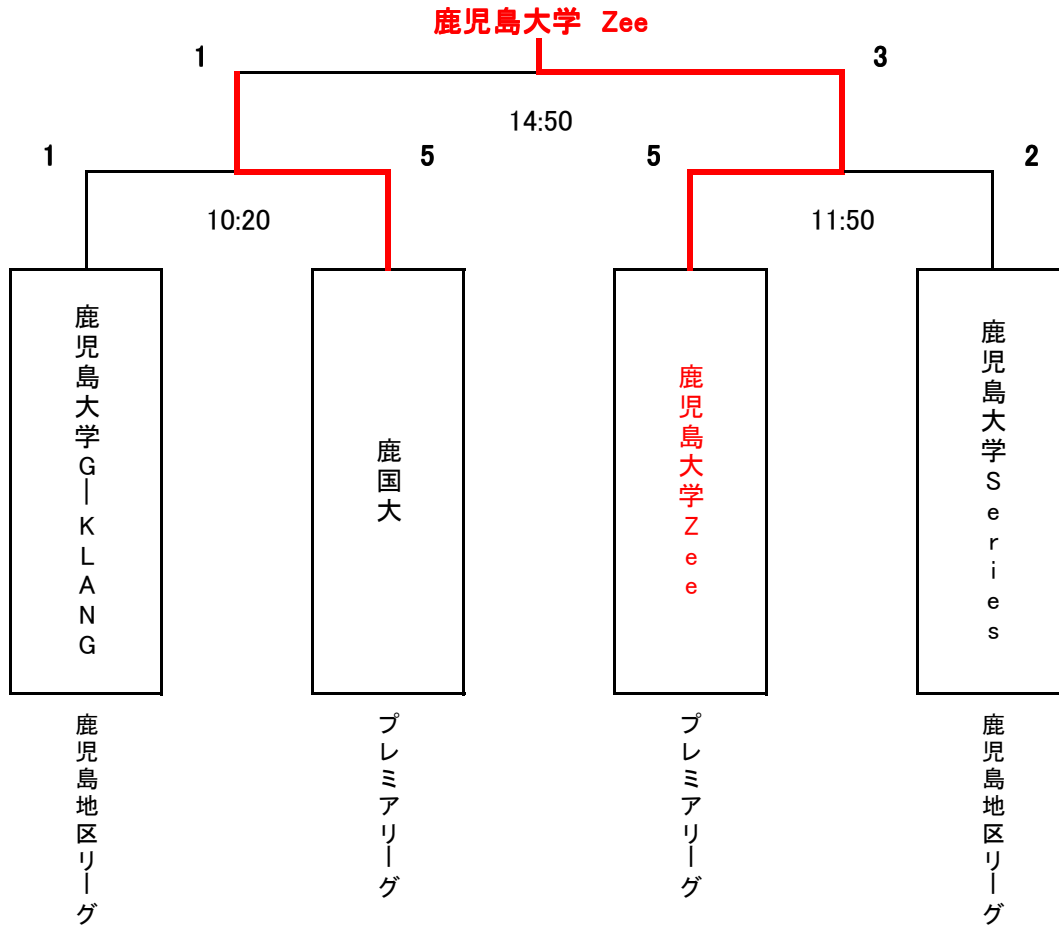 鹿児島大学 Zee
1
3
14:50
1
5
5
2
10:20
11:50
鹿児島大学G―KLANG
鹿国大
鹿児島大学Zee
鹿児島大学Series
鹿児島地区リーグ
プレミアリーグ
プレミアリーグ
鹿児島地区リーグ